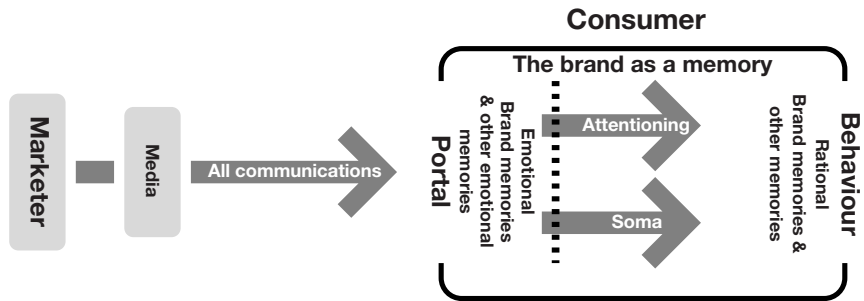 Consumer
The brand as a memory
Marketer
Media
All communications
Portal
Emotional
Brand memories
& other emotional
memories
Attentioning
Soma
Rational
Brand memories &
other memories
Behaviour